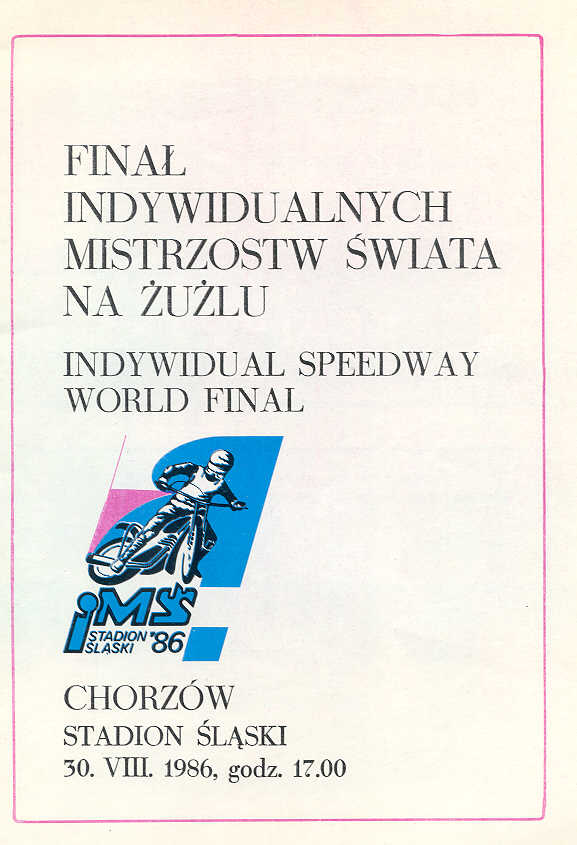 FINAŁ
INDYWIDUALNYCH
MISTRZOSTW ŚWIATA
NA ŻUŻLU
INDYWIDUAL SPEEDWAY
WORLD FINAL
iMŚ
STADION '86
ŚLĄSKI
CHORZÓW
STADION ŚLĄSKI
30. VIII. 1986, godz. 17.00